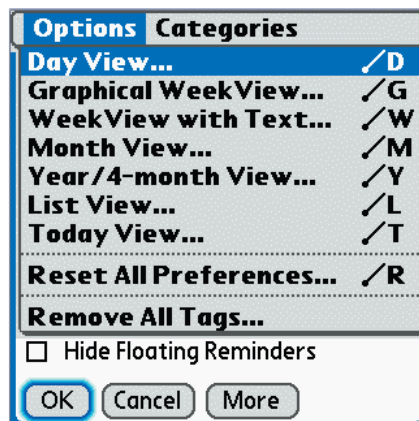 Options Categories
Day View... /D
Graphical WeekView... /G
WeekView with Text... /W
Month View... /M
Year/4-month View... /Y
List View... /L
Today View... /T
Reset All Preferences... /R
Remove All Tags...
Hide Floating Reminders
OK Cancel More